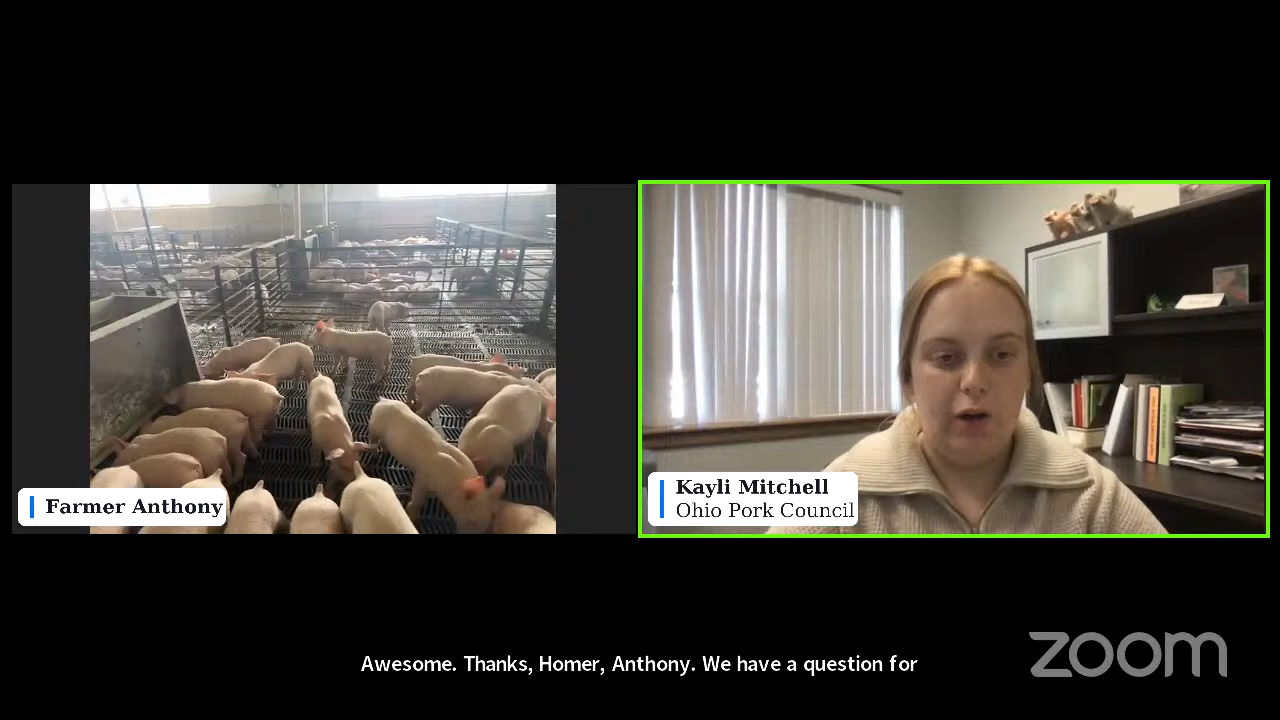 Farmer Anthony
Kayli Mitchell
Ohio Pork Council
Awesome. Thanks, Homer, Anthony. We have a question for
zoom